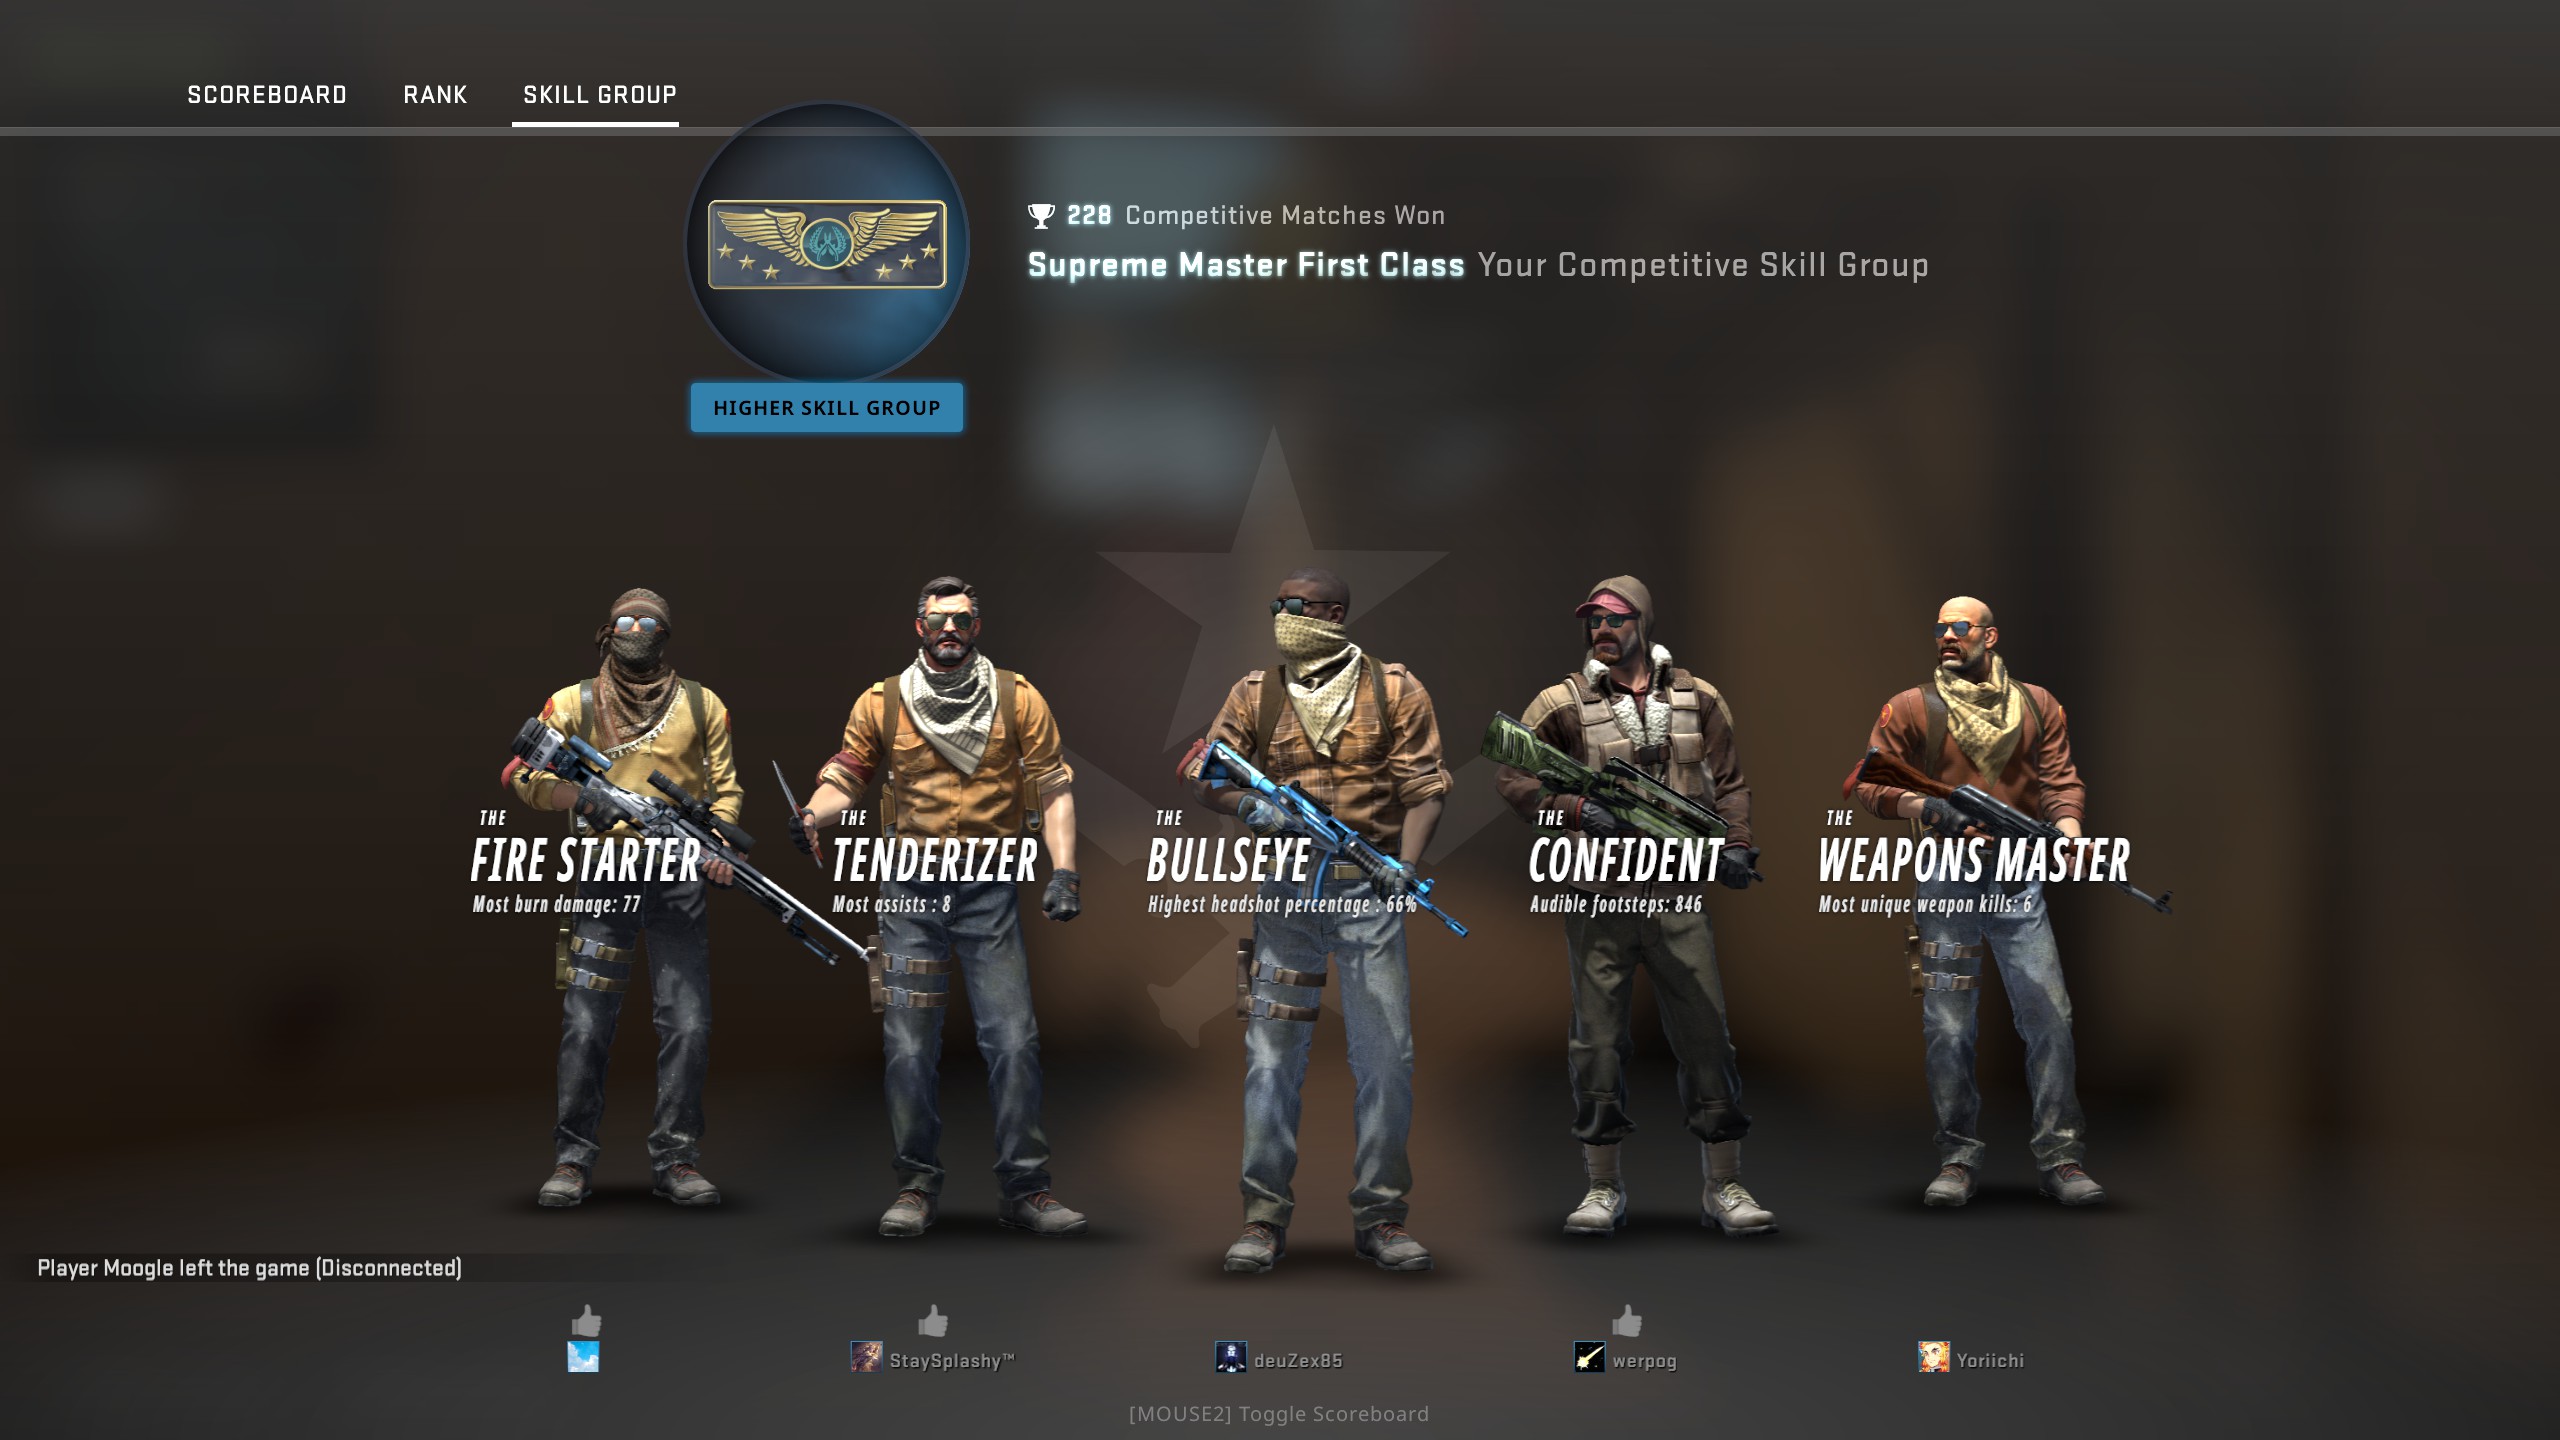 SCOREBOARD RANK SKILL GROUP
228 Competitive Matches Won
Supreme Master First Class Your Competitive Skill Group
HIGHER SKILL GROUP
THE
FIRE STARTER
Most burn damage: 77
THE
TENDERIZER
Most assists : 8
THE
BULLSEYE
Highest headshot percentage : 66%
THE
CONFIDENT
Audible footsteps: 846
THE
WEAPONS MASTER
Most unique weapon kills: 6
Player Moogle left the game (Disconnected)
StaySplashy™
deuZex85
werpog
Yoriichi
[MOUSE2] Toggle Scoreboard